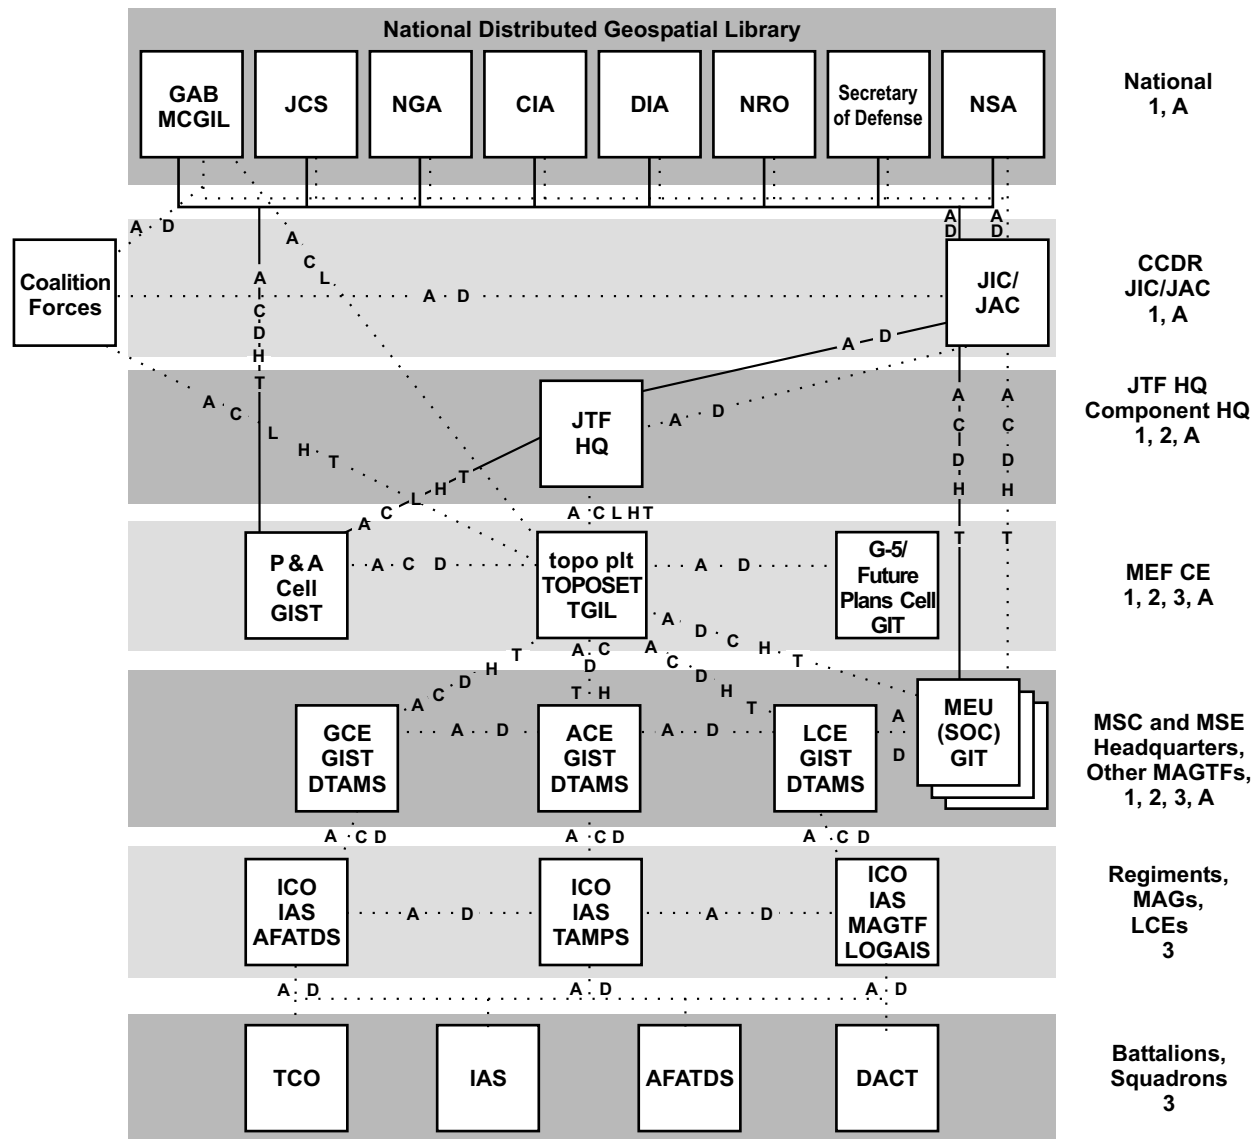 National Distributed Geospatial Library
GAB
MCGIL
JCS
NGA
CIA
DIA
NRO
Secretary
of Defense
NSA
National
1, A
A D
A
C
L
A
C
D
H
T
A
D
A
D
Coalition
Forces
A D
JIC/
JAC
CCDR
JIC/JAC
1, A
A D
A D
A
C
L
H
T
JTF
HQ
A
C
D
H
T
A
C
D
H
T
JTF HQ
Component HQ
1, 2, A
A
C
L
H
T
A C L H T
P & A
Cell
GIST
A C D
topo plt
TOPOSET
TGIL
A D
G-5/
Future
Plans Cell
GIT
MEF CE
1, 2, 3, A
A
C
D
H
T
A C
D
T H
A
C
D
H
T
A
D
C
H
T
GCE
GIST
DTAMS
A D
ACE
GIST
DTAMS
A D
LCE
GIST
DTAMS
A
D
MEU
(SOC)
GIT
MSC and MSE
Headquarters,
Other MAGTFs,
1, 2, 3, A
A C D
A C D
A C D
ICO
IAS
AFATDS
A D
ICO
IAS
TAMPS
A D
ICO
IAS
MAGTF
LOGAIS
Regiments,
MAGs,
LCEs
3
A D
A D
A D
TCO
IAS
AFATDS
DACT
Battalions,
Squadrons
3